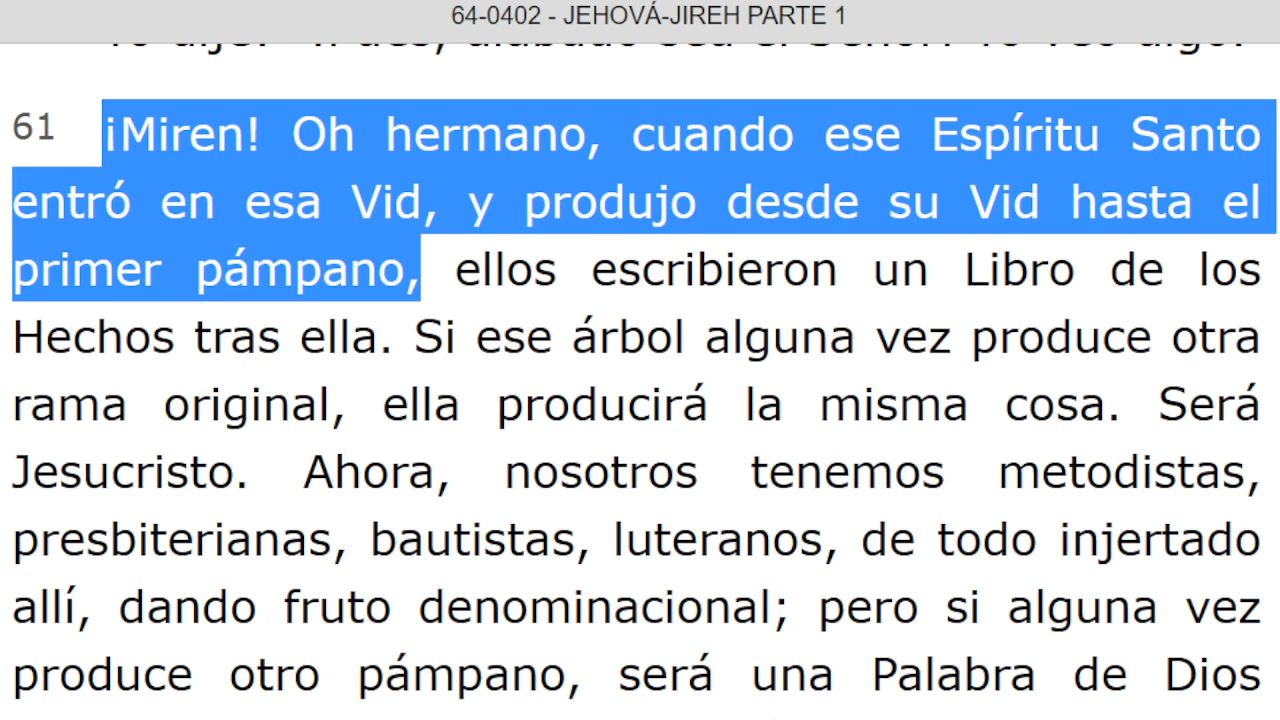 64-0402 - JEHOVÁ-JIREH PARTE 1
61 ¡Miren! Oh hermano, cuando ese Espíritu Santo
entró en esa Vid, y produjo desde su Vid hasta el
primer pámpano, ellos escribieron un Libro de los
Hechos tras ella. Si ese árbol alguna vez produce otra
rama original, ella producirá la misma cosa. Será
Jesucristo. Ahora, nosotros tenemos metodistas,
presbiterianas, bautistas, luteranos, de todo injertado
allí, dando fruto denominacional; pero si alguna vez
produce otro pámpano, será una Palabra de Dios